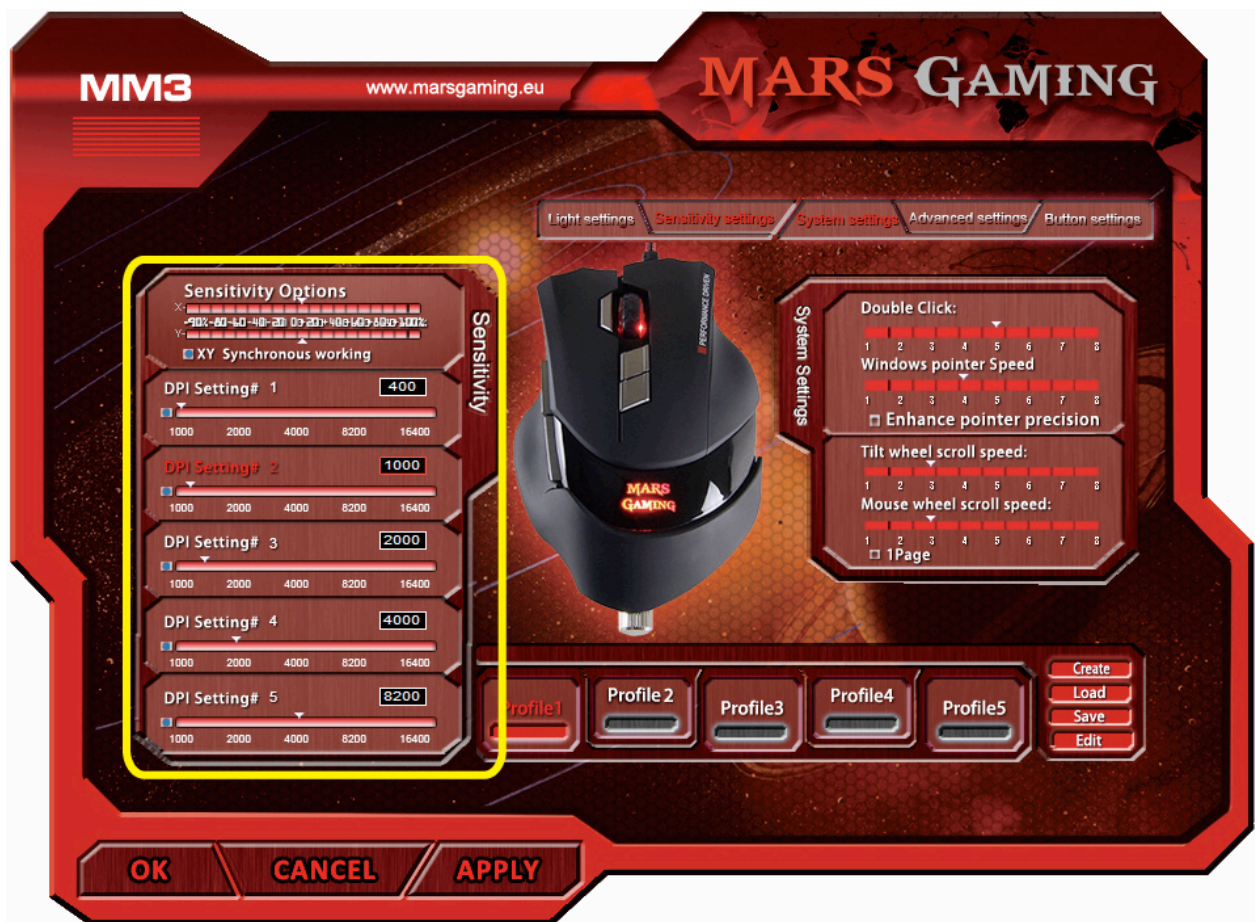 MM3
www.marsgaming.eu
MARS GAMING
Light settings
Sensitivity settings
System settings
Advanced settings
Button settings
Sensitivity
Sensitivity Options
X-
Y-
XY Synchronous working
DPI Setting# 1 400
1000 2000 4000 8200 16400
DPI Setting# 2 1000
1000 2000 4000 8200 16400
DPI Setting# 3 2000
1000 2000 4000 8200 16400
DPI Setting# 4 4000
1000 2000 4000 8200 16400
DPI Setting# 5 8200
1000 2000 4000 8200 16400
PERFORMANCE DRIVEN
MARS
GAMING
System Settings
Double Click:
1 2 3 4 5 6 7 8
Windows pointer Speed
1 2 3 4 5 6 7 8
Enhance pointer precision
Tilt wheel scroll speed:
1 2 3 4 5 6 7 8
Mouse wheel scroll speed:
1 2 3 4 5 6 7 8
1Page
Profile1
Profile2
Profile3
Profile4
Profile5
Create
Load
Save
Edit
OK
CANCEL
APPLY